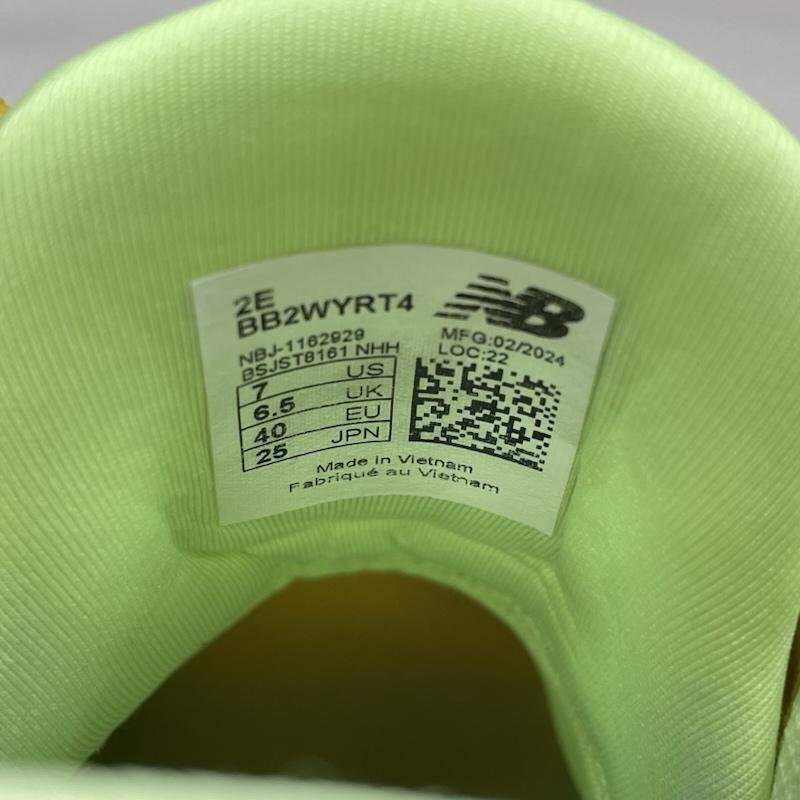 2E
BB2WYRT4
NBJ-1162929
BSJST8161 NHH
7 US
6.5 UK
40 EU
25 JPN
NB
MFG:02/2024
LOC:22
Made in Vietnam
Fabriqué au Vietnam